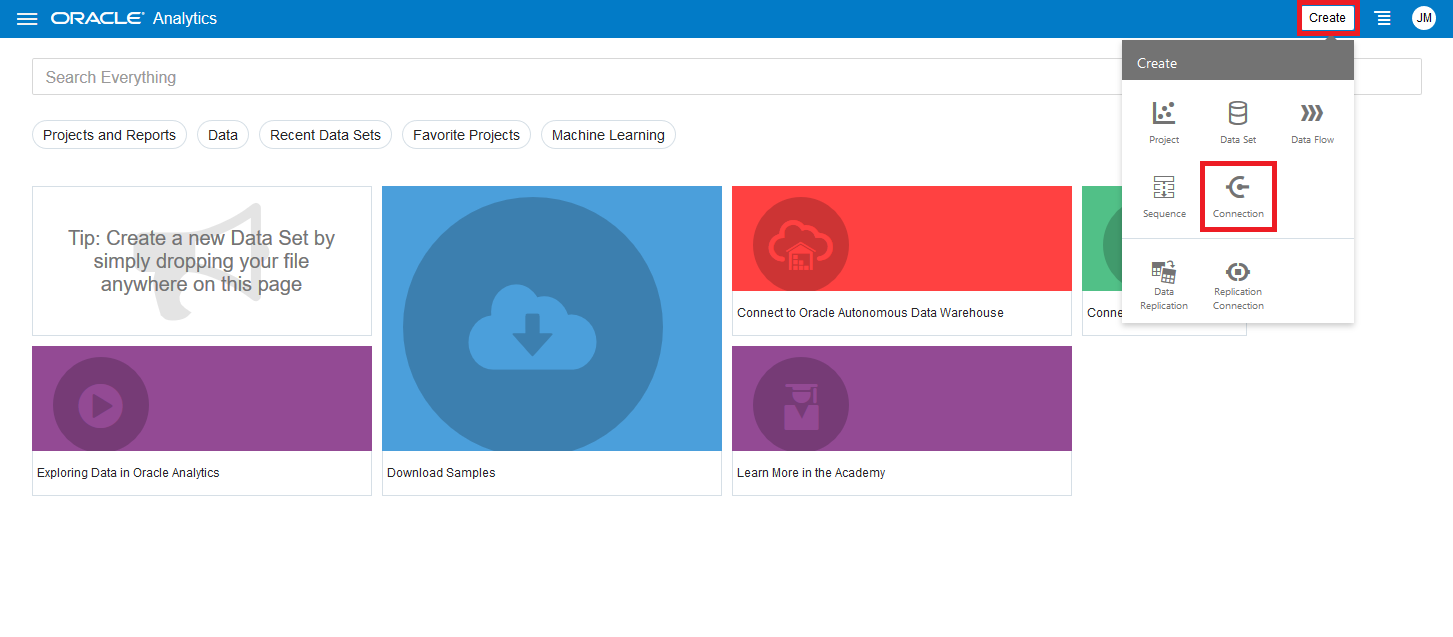 ORACLE® Analytics
Create
JM
Search Everything
Create
Projects and Reports
Data
Recent Data Sets
Favorite Projects
Machine Learning
Project
Data Set
Data Flow
Sequence
Connection
Data
Replication
Replication
Connection
Tip: Create a new Data Set by
simply dropping your file
anywhere on this page
Download Samples
Connect to Oracle Autonomous Data Warehouse
Conne
Exploring Data in Oracle Analytics
Learn More in the Academy